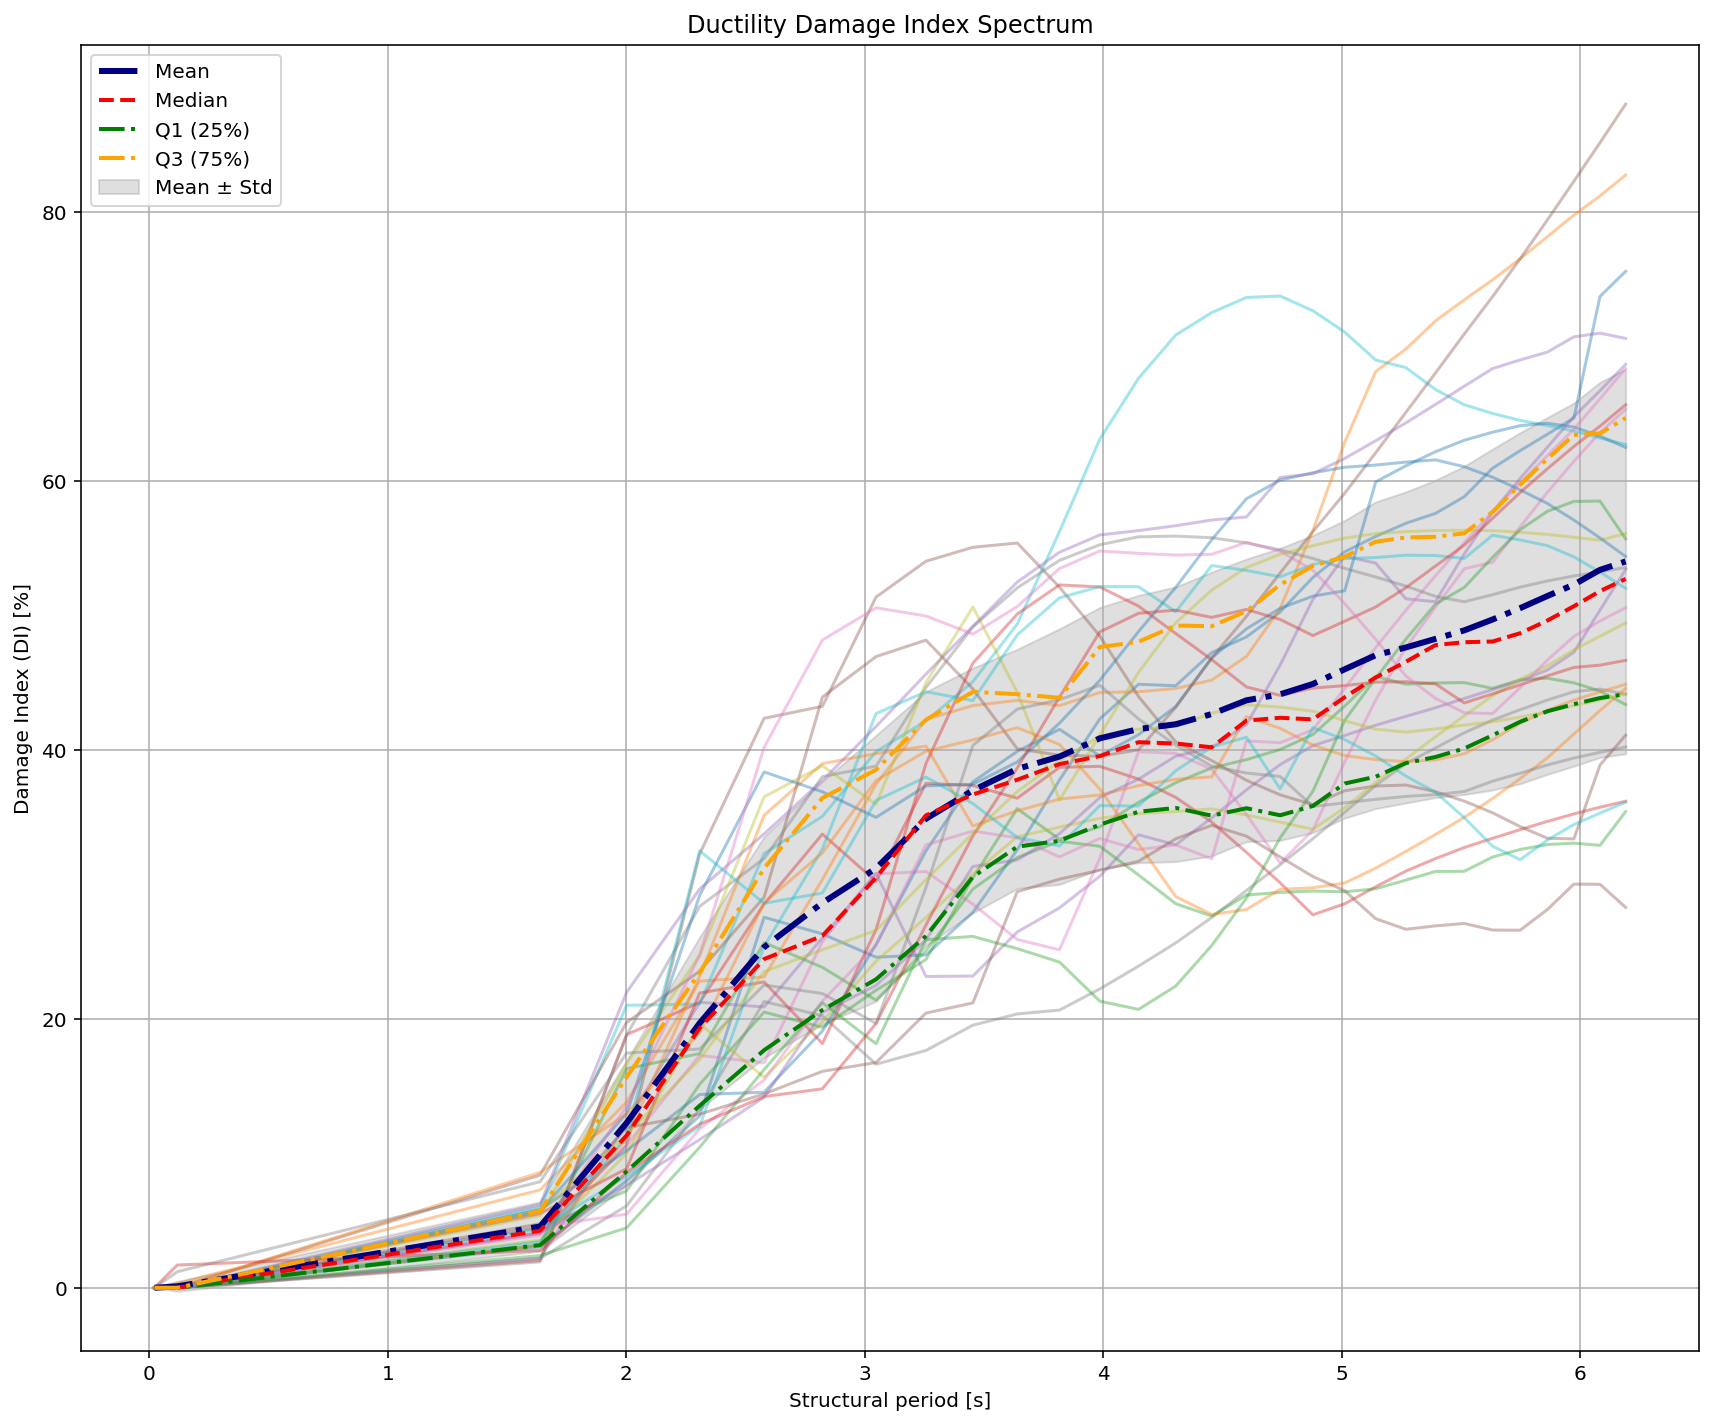 Ductility Damage Index Spectrum
Mean
Median
Q1 (25%)
Q3 (75%)
Mean ± Std
Damage Index (DI) [%]
80
60
40
20
0
0 1 2 3 4 5 6
Structural period [s]